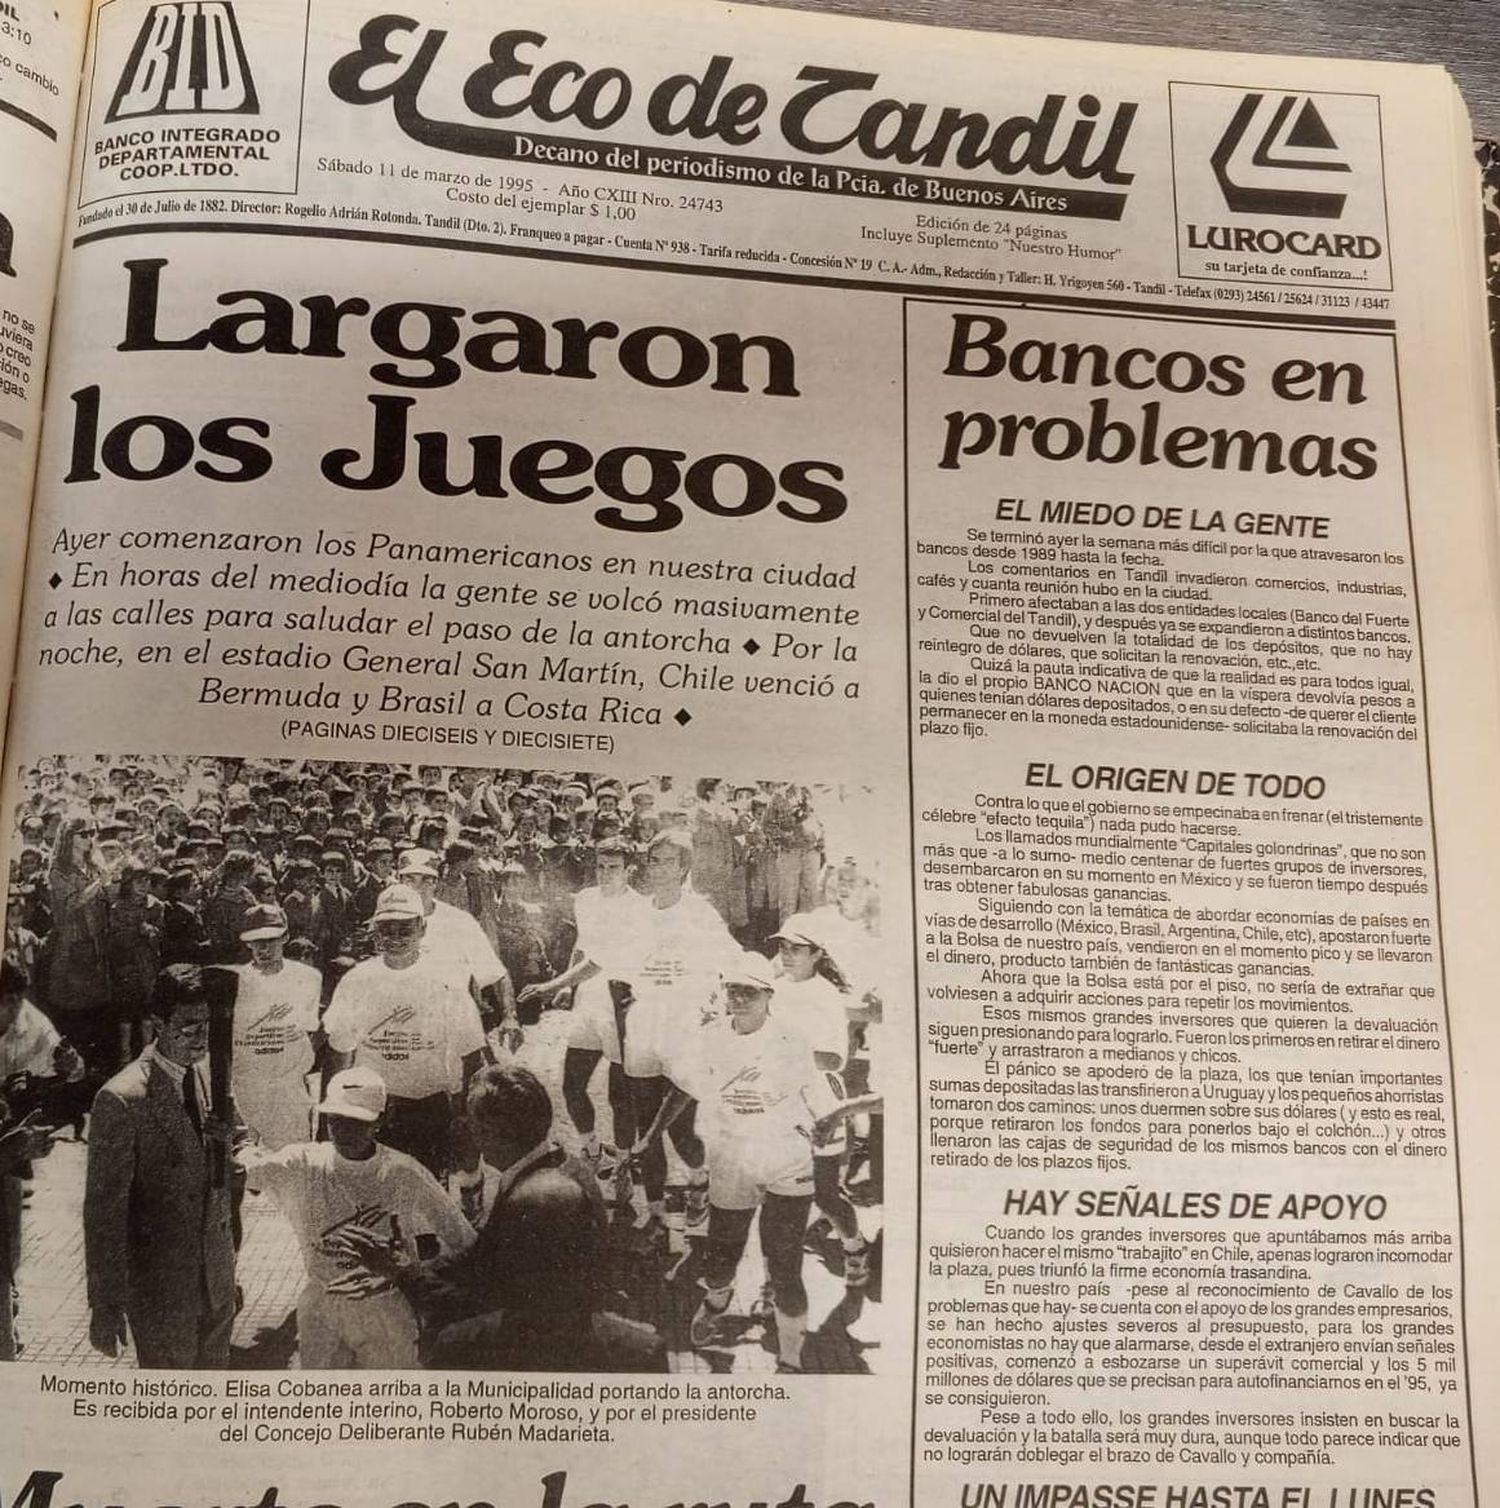 BID
BANCO INTEGRADO
DEPARTAMENTAL
COOP.LTDO.
El Eco de Tandil
Decano del periodismo de la Pcia. de Buenos Aires
Sábado 11 de marzo de 1995 - Año CXIII Nro. 24743
Costo del ejemplar $ 1,00
Edición de 24 páginas
Incluye Suplemento "Nuestro Humor"
LUROCARD
su tarjeta de confianza...!
Fundado el 30 de Julio de 1882. Director: Rogelio Adrián Rotonda. Tandil (Dto. 2). Franqueo a pagar - Cuenta Nº 938 - Tarifa reducida - Concesión Nº 19 C. A.- Adm., Redacción y Taller: H. Yrigoyen 560 - Tandil - Telefax (0293) 24561 / 25624 / 31123 / 43447
Largaron
los Juegos
Ayer comenzaron los Panamericanos en nuestra ciudad
◆ En horas del mediodía la gente se volcó masivamente
a las calles para saludar el paso de la antorcha ◆ Por la
noche, en el estadio General San Martín, Chile venció a
Bermuda y Brasil a Costa Rica ◆
(PAGINAS DIECISEIS Y DIECISIETE)
adidas
Momento histórico. Elisa Cobanea arriba a la Municipalidad portando la antorcha.
Es recibida por el intendente interino, Roberto Moroso, y por el presidente
del Concejo Deliberante Rubén Madarieta.
Bancos en
problemas
EL MIEDO DE LA GENTE
Se terminó ayer la semana más difícil por la que atravesaron los
bancos desde 1989 hasta la fecha.
Los comentarios en Tandil invadieron comercios, industrias,
cafés y cuanta reunión hubo en la ciudad.
Primero afectaban a las dos entidades locales (Banco del Fuerte
y Comercial del Tandil), y después ya se expandieron a distintos bancos.
Que no devuelven la totalidad de los depósitos, que no hay
reintegro de dólares, que solicitan la renovación, etc.,etc.
Quizá la pauta indicativa de que la realidad es para todos igual,
la dio el propio BANCO NACION que en la víspera devolvía pesos a
quienes tenían dólares depositados, o en su defecto -de querer el cliente
permanecer en la moneda estadounidense- solicitaba la renovación del
plazo fijo.
EL ORIGEN DE TODO
Contra lo que el gobierno se empecinaba en frenar (el tristemente
célebre "efecto tequila") nada pudo hacerse.
Los llamados mundialmente "Capitales golondrinas", que no son
más que -a lo sumo- medio centenar de fuertes grupos de inversores,
desembarcaron en su momento en México y se fueron tiempo después
tras obtener fabulosas ganancias.
Siguiendo con la temática de abordar economías de países en
vías de desarrollo (México, Brasil, Argentina, Chile, etc), apostaron fuerte
a la Bolsa de nuestro país, vendieron en el momento pico y se llevaron
el dinero, producto también de fantásticas ganancias.
Ahora que la Bolsa está por el piso, no sería de extrañar que
volviesen a adquirir acciones para repetir los movimientos.
Esos mismos grandes inversores que quieren la devaluación
siguen presionando para lograrlo. Fueron los primeros en retirar el dinero
"fuerte" y arrastraron a medianos y chicos.
El pánico se apoderó de la plaza, los que tenían importantes
sumas depositadas las transfirieron a Uruguay y los pequeños ahorristas
tomaron dos caminos: unos duermen sobre sus dólares ( y esto es real,
porque retiraron los fondos para ponerlos bajo el colchón...) y otros
llenaron las cajas de seguridad de los mismos bancos con el dinero
retirado de los plazos fijos.
HAY SEÑALES DE APOYO
Cuando los grandes inversores que apuntábamos más arriba
quisieron hacer el mismo "trabajito" en Chile, apenas lograron incomodar
la plaza, pues triunfó la firme economía trasandina.
En nuestro país -pese al reconocimiento de Cavallo de los
problemas que hay- se cuenta con el apoyo de los grandes empresarios,
se han hecho ajustes severos al presupuesto, para los grandes
economistas no hay que alarmarse, desde el extranjero envían señales
positivas, comenzó a esbozarse un superávit comercial y los 5 mil
millones de dólares que se precisan para autofinanciarnos en el '95, ya
se consiguieron.
Pese a todo ello, los grandes inversores insisten en buscar la
devaluación y la batalla será muy dura, aunque todo parece indicar que
no lograrán doblegar el brazo de Cavallo y compañía.
UN IMPASSE HASTA EL LUNES